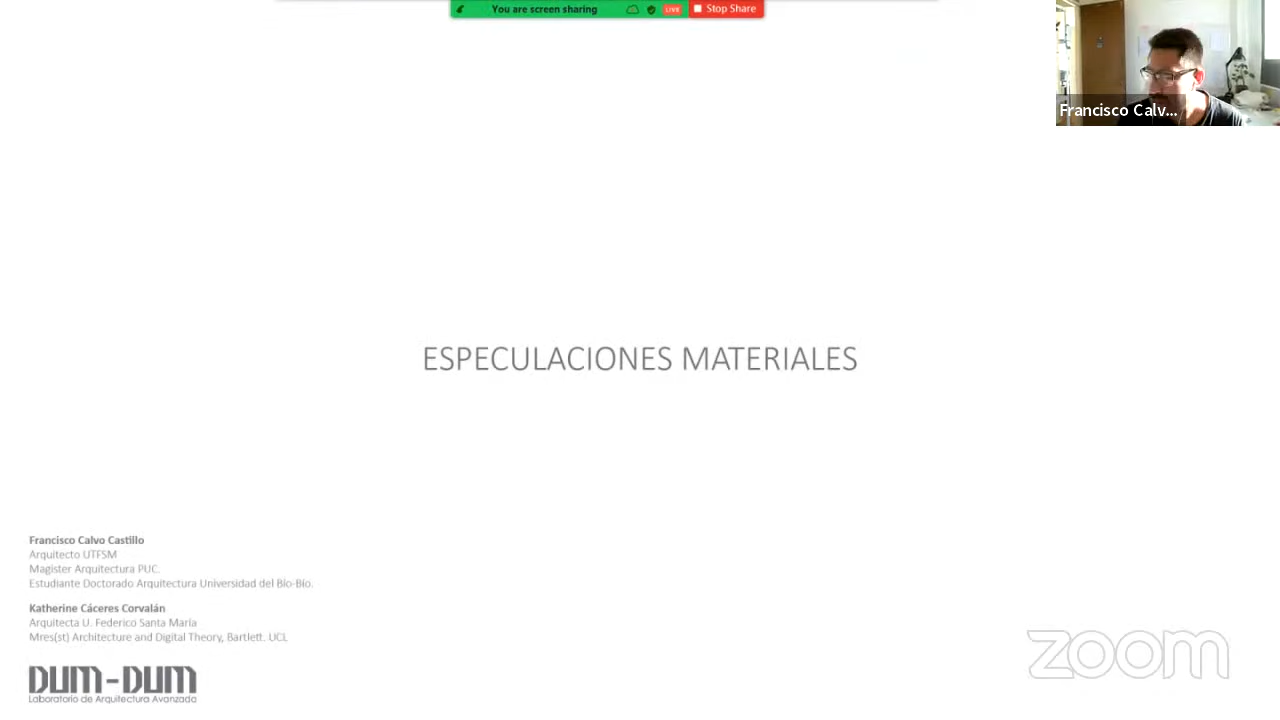 You are screen sharing LIVE Stop Share
Francisco Calv...
ESPECULACIONES MATERIALES
Francisco Calvo Castillo
Arquitecto UTFSM
Magister Arquitectura PUC.
Estudiante Doctorado Arquitectura Universidad del Bío-Bío.
Katherine Cáceres Corvalán
Arquitecta U. Federico Santa María
Mres(st) Architecture and Digital Theory, Bartlett. UCL
DUM-DUM
Laboratorio de Arquitectura Avanzada
zoom